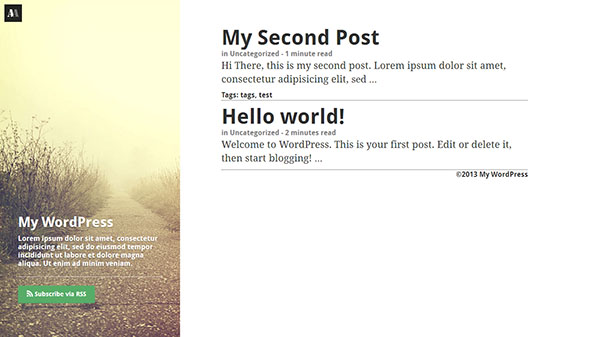 My WordPress
Lorem ipsum dolor sit amet, consectetur
adipisicing elit, sed do eiusmod tempor
incididunt ut labore et dolore magna
aliqua. Ut enim ad minim veniam.
Subscribe via RSS
My Second Post
in Uncategorized - 1 minute read
Hi There, this is my second post. Lorem ipsum dolor sit amet,
consectetur adipisicing elit, sed ...
Tags: tags, test
Hello world!
in Uncategorized - 2 minutes read
Welcome to WordPress. This is your first post. Edit or delete it,
then start blogging! ...
©2013 My WordPress